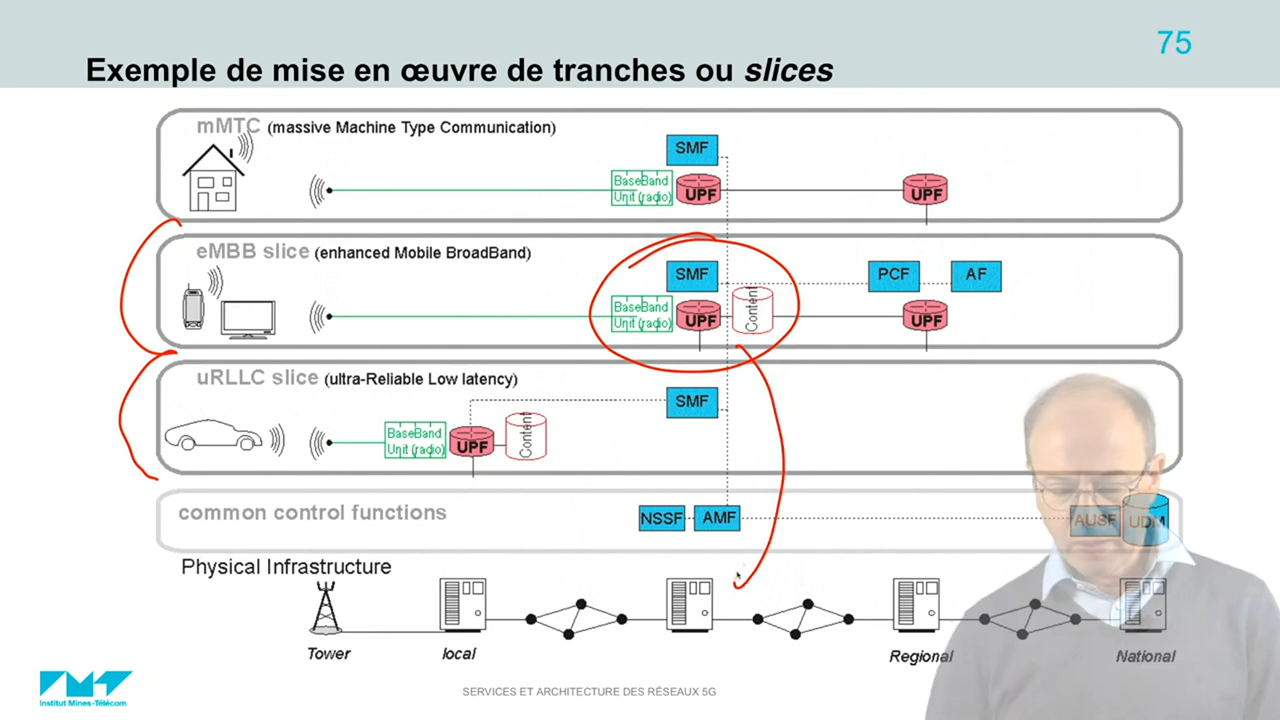 75
Exemple de mise en œuvre de tranches ou slices
mMTC (massive Machine Type Communication)
SMF
BaseBand
Unit (radio)
UPF
UPF
eMBB slice (enhanced Mobile BroadBand)
SMF
PCF
AF
BaseBand
Unit (radio)
UPF
Content
UPF
uRLLC slice (ultra-Reliable Low latency)
SMF
BaseBand
Unit (radio)
UPF
Content
common control functions
NSSF
AMF
AUSF
UDM
Physical Infrastructure
Tower
local
Regional
National
Institut Mines-Télécom
SERVICES ET ARCHITECTURE DES RÉSEAUX 5G